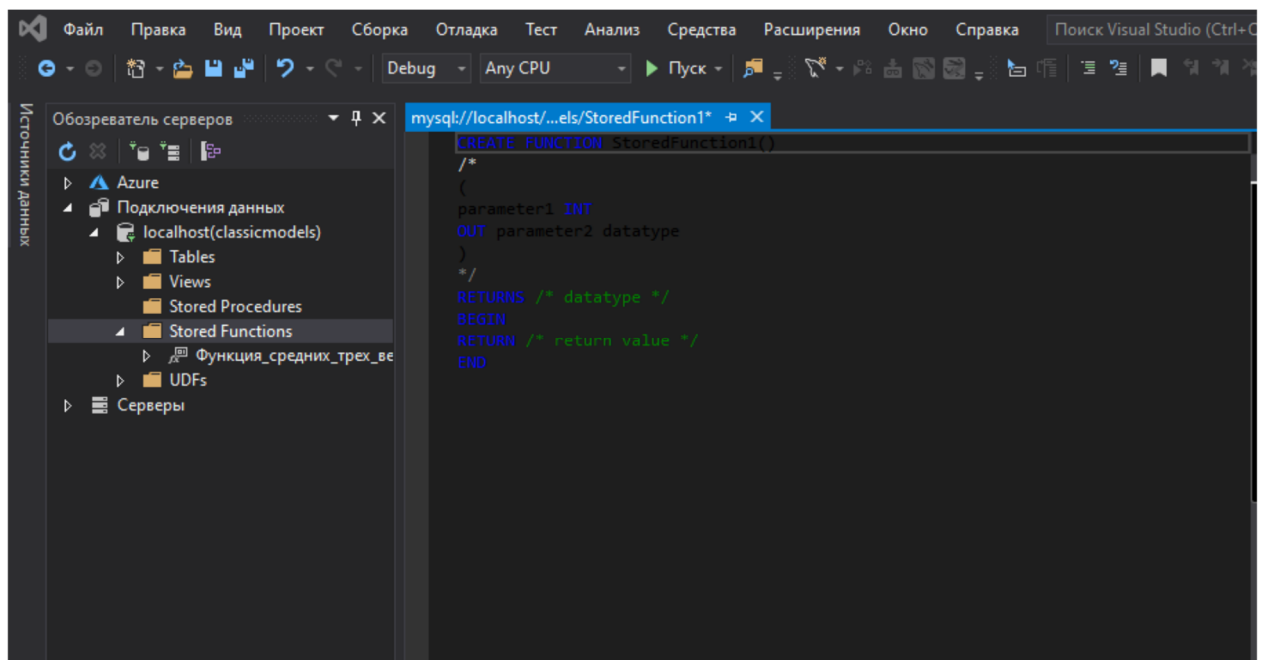 Файл Правка Вид Проект Сборка Отладка Тест Анализ Средства Расширения Окно Справка Поиск Visual Studio (Ctrl+
Debug Any CPU Пуск
Источники данных
Обозреватель серверов
Azure
Подключения данных
localhost(classicmodels)
Tables
Views
Stored Procedures
Stored Functions
Функция_средних_трех_ве
UDFs
Серверы
mysql://localhost/...els/StoredFunction1*
CREATE FUNCTION StoredFunction1()
/*
(
parameter1 INT
OUT parameter2 datatype
)
*/
RETURNS /* datatype */
BEGIN
RETURN /* return value */
END